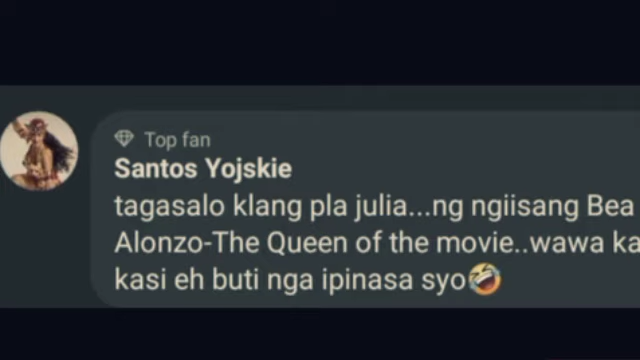 Top fan
Santos Yojskie
tagasalo klang pla julia...ng ngiisang Bea
Alonzo-The Queen of the movie..wawa ka
kasi eh buti nga ipinasa syo🤣